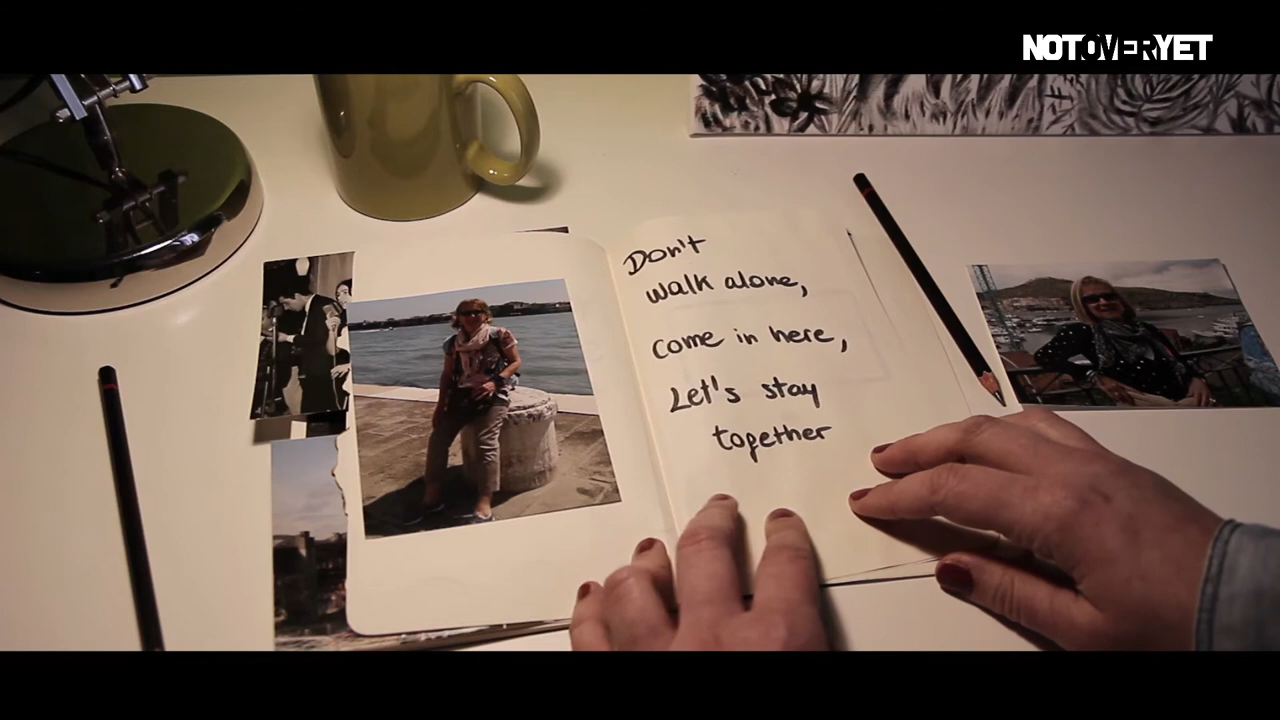 NOTOVERYET
Don't
walk alone,
come in here,
Let's stay
together